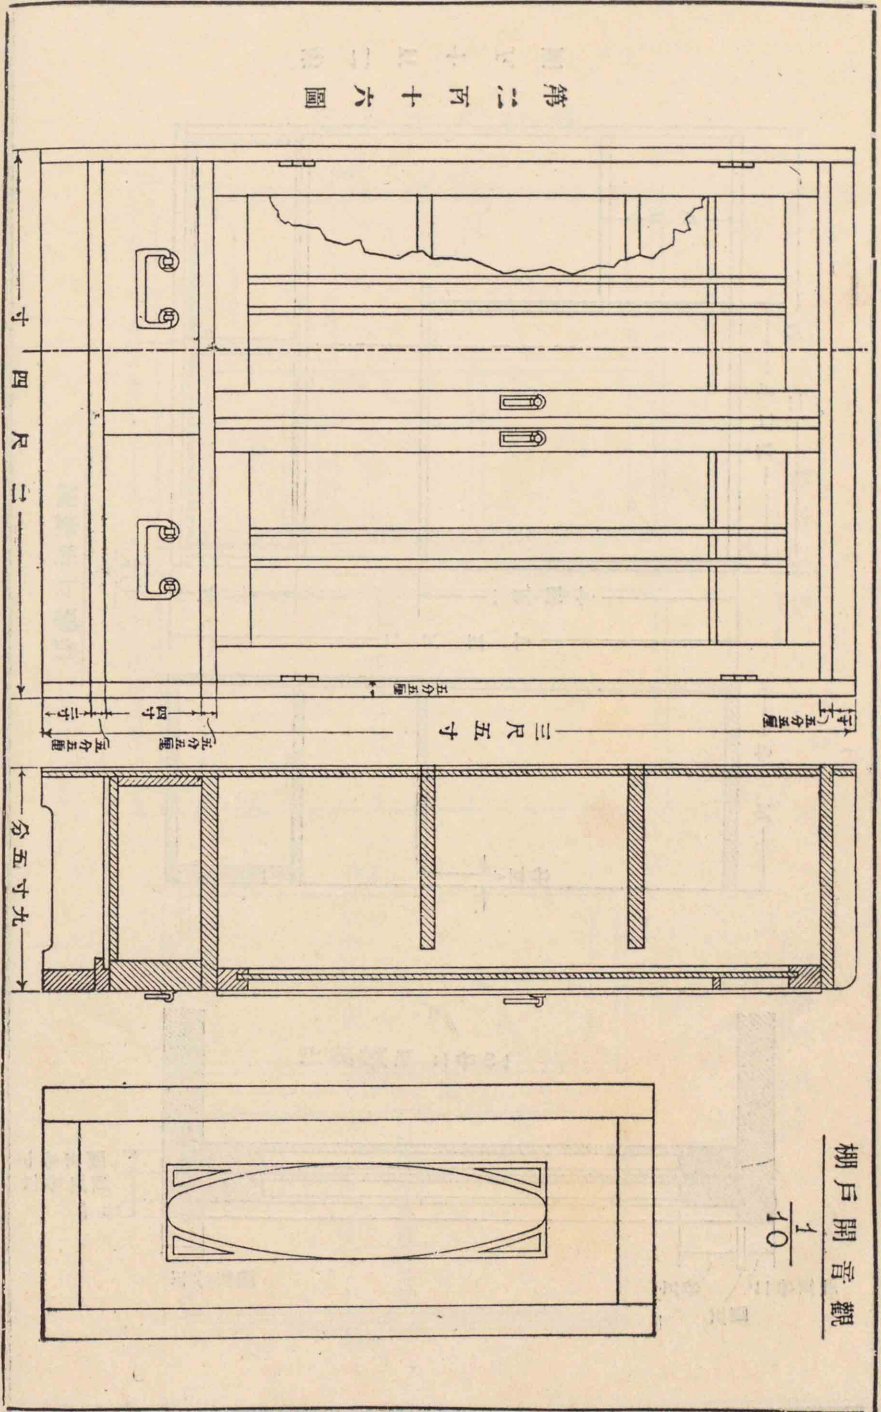 第二百十六圖
觀音開戸棚
1/10
二尺四寸
三尺五寸
一寸
五分五厘
五分五厘
五分五厘
四寸
五分五厘
二寸
九寸五分